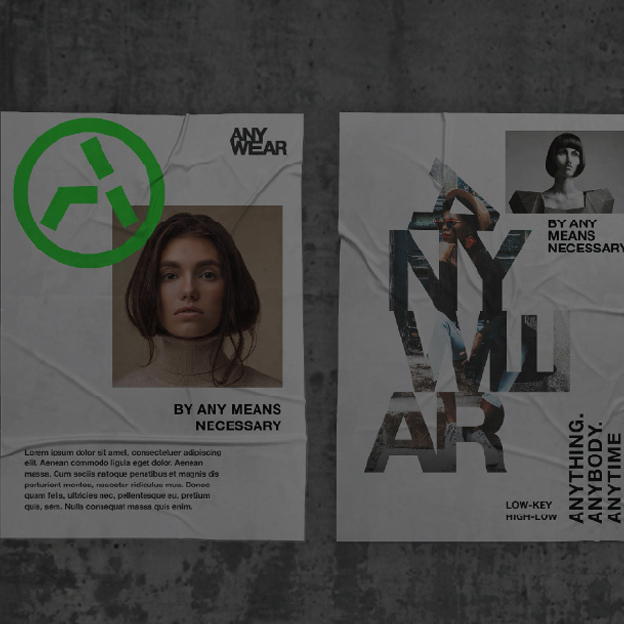 ANY
WEAR
BY ANY MEANS
NECESSARY
Lorem ipsum dolor sit amet, consectetuer adipiscing
elit. Aenean commodo ligula eget dolor. Aenean
massa. Cum sociis natoque penatibus et magnis dis
parturient montes, nascetur ridiculus mus. Donec
quam felis, ultricies nec, pellentesque eu, pretium
quis, sem. Nulla consequat massa quis enim.
BY ANY
MEANS
NECESSARY
A
NY
WE
AR
LOW-KEY
HIGH-LOW
ANYTHING.
ANYBODY.
ANYTIME